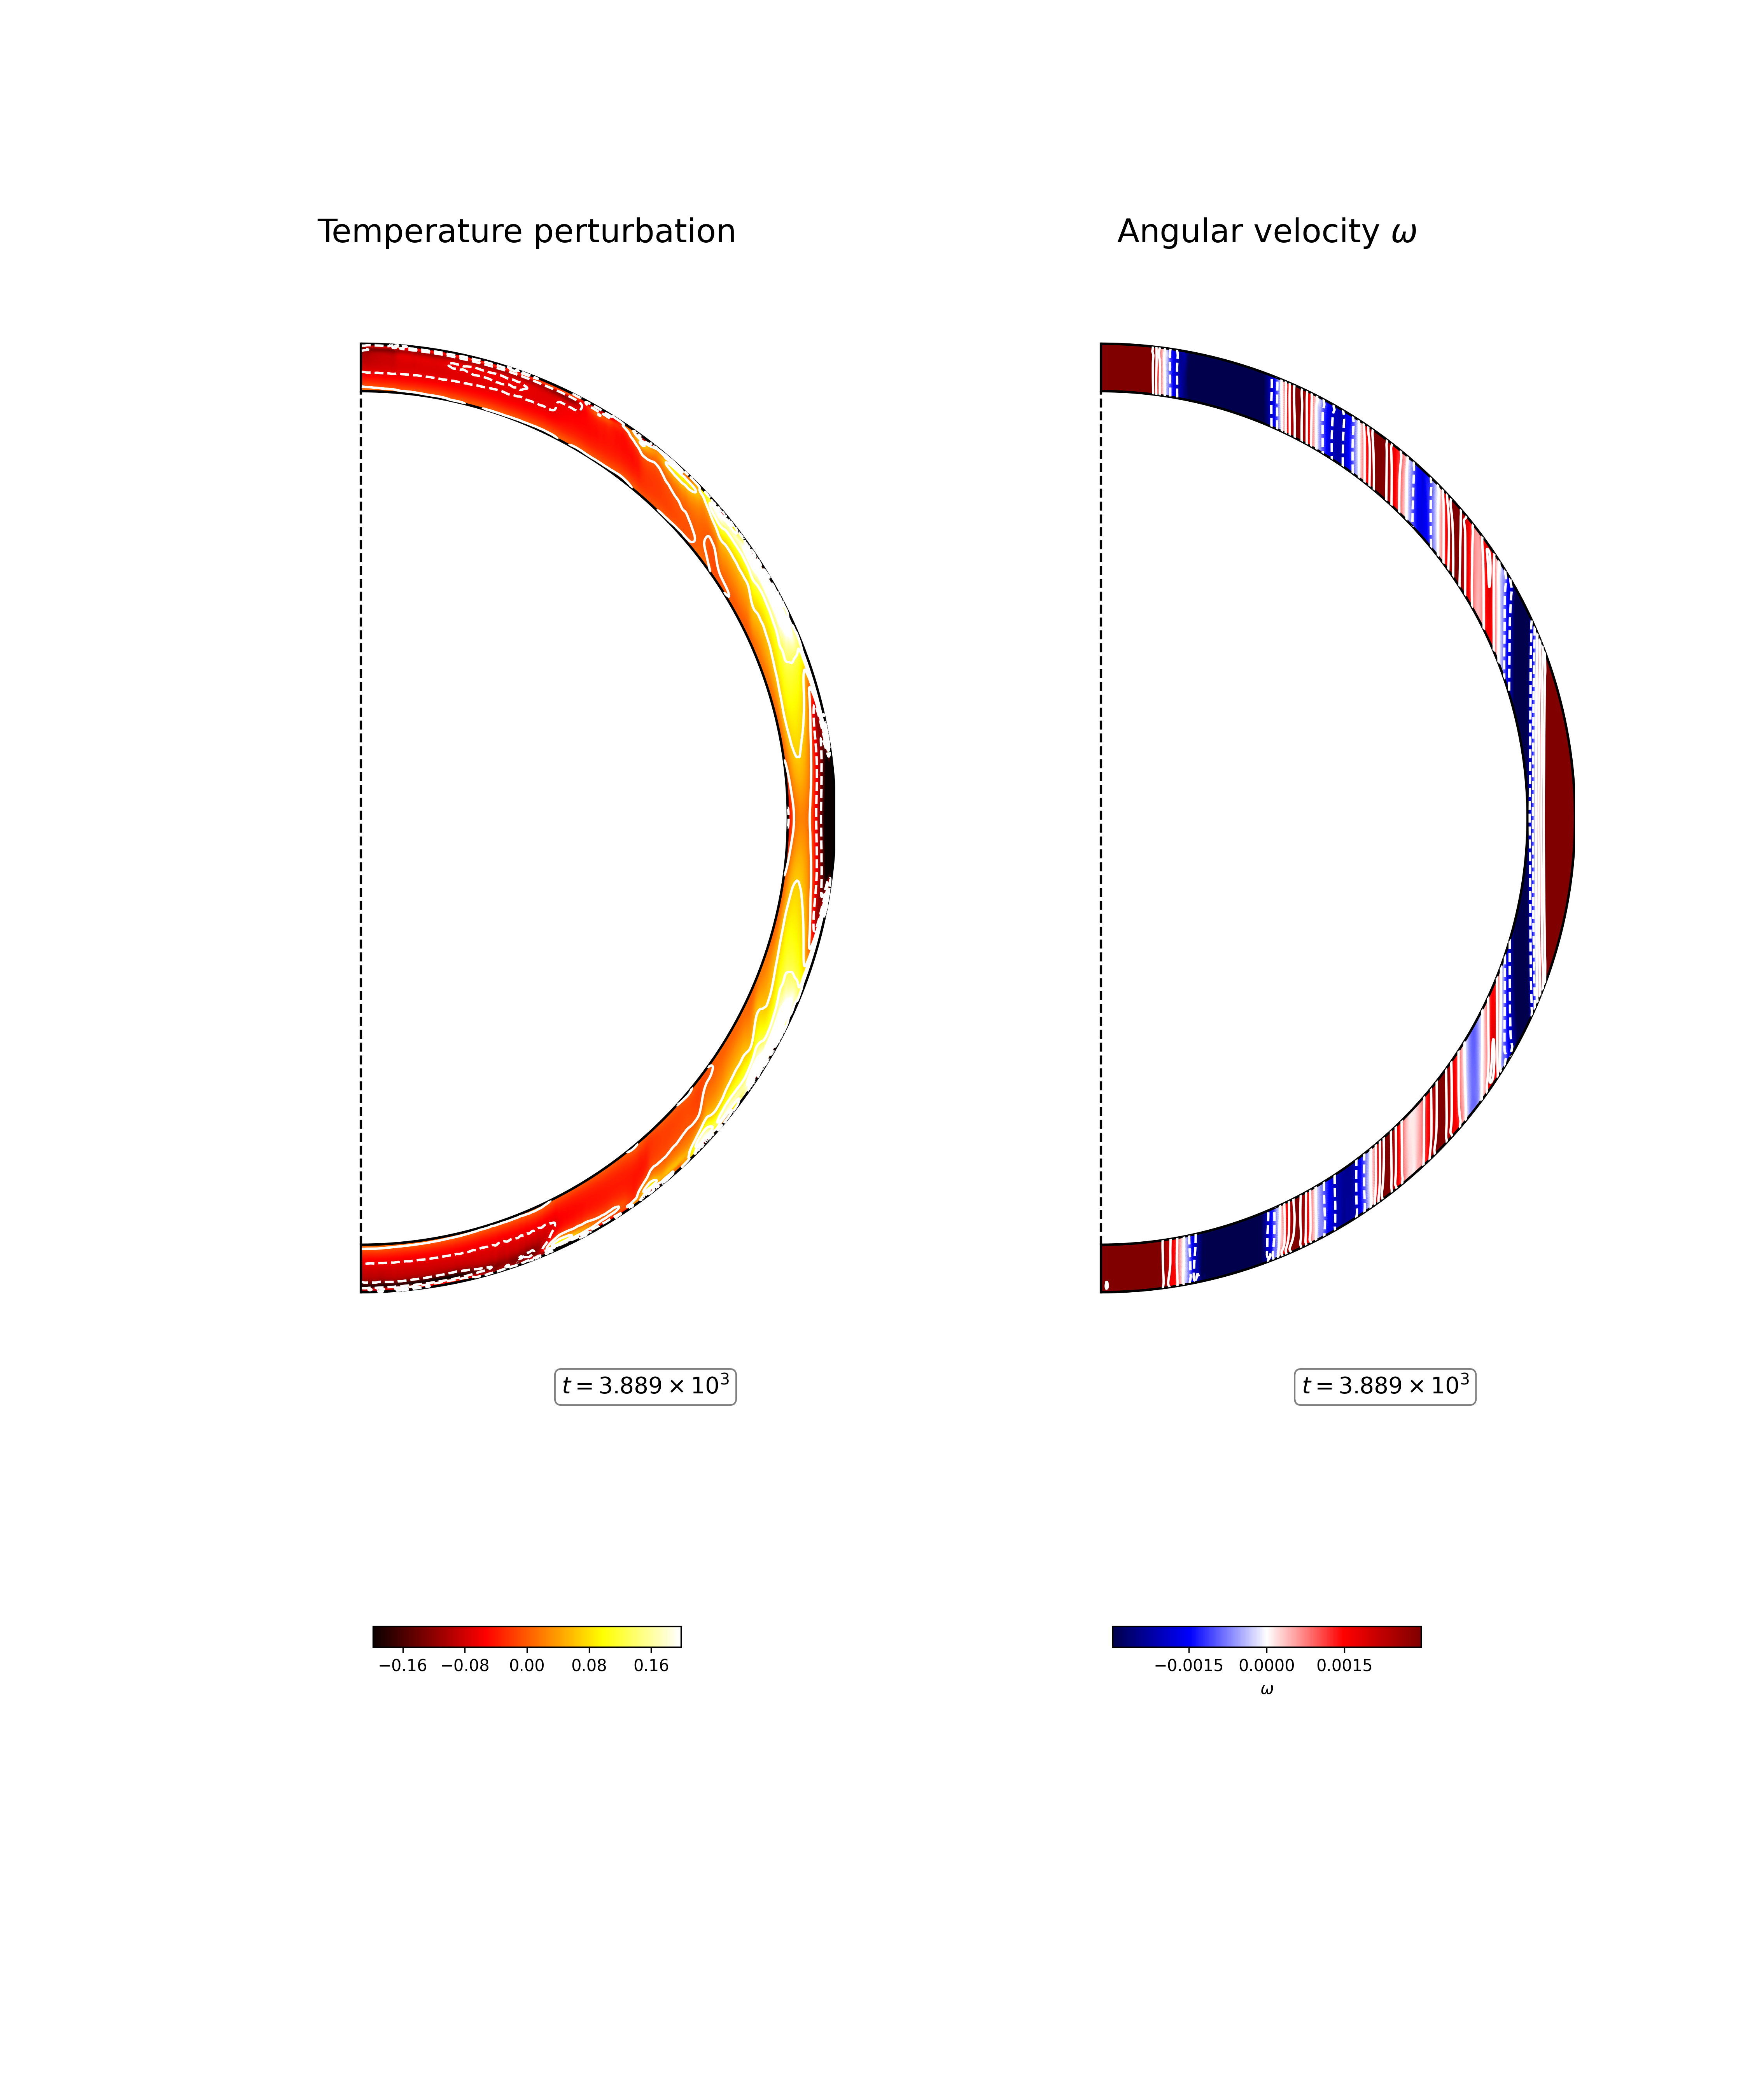 Temperature perturbation
Angular velocity ω
t = 3.889 × 10³
t = 3.889 × 10³
−0.16 −0.08 0.00 0.08 0.16
−0.0015 0.0000 0.0015
ω